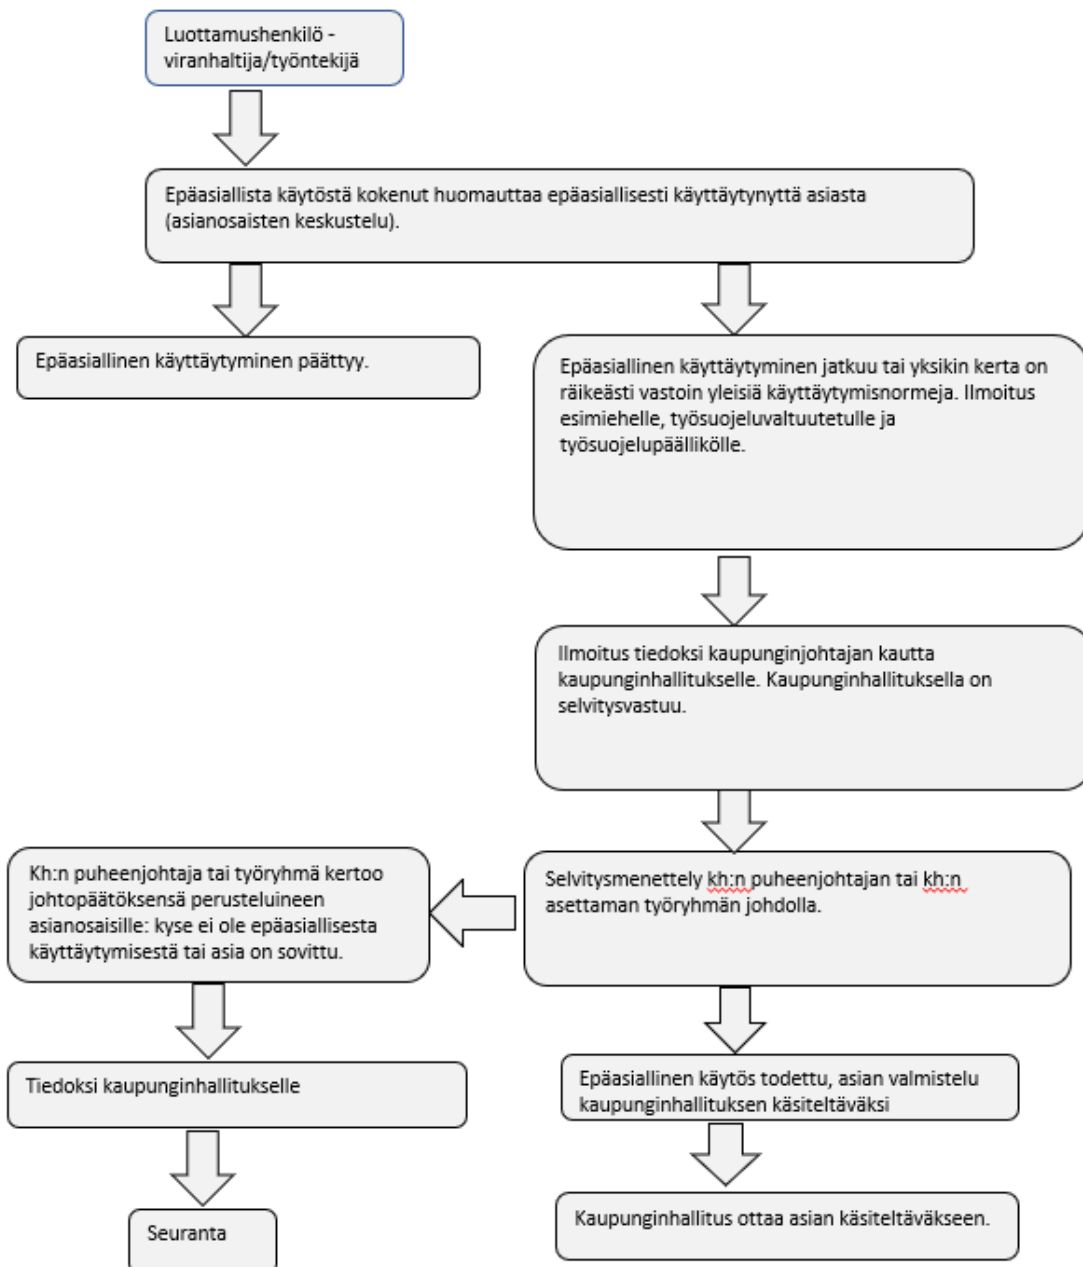 Luottamushenkilö -
viranhaltija/työntekijä
Epäasiallista käytöstä kokenut huomauttaa epäasiallisesti käyttäytynyttä asiasta
(asianosaisten keskustelu).
Epäasiallinen käyttäytyminen päättyy.
Epäasiallinen käyttäytyminen jatkuu tai yksikin kerta on
räikeästi vastoin yleisiä käyttäytymisnormeja. Ilmoitus
esimiehelle, työsuojeluvaltuutetulle ja
työsuojelupäällikölle.
Ilmoitus tiedoksi kaupunginjohtajan kautta
kaupunginhallitukselle. Kaupunginhallituksella on
selvitysvastuu.
Selvitysmenettely kh:n puheenjohtajan tai kh:n
asettaman työryhmän johdolla.
Kh:n puheenjohtaja tai työryhmä kertoo
johtopäätöksensä perusteluineen
asianosaisille: kyse ei ole epäasiallisesta
käyttäytymisestä tai asia on sovittu.
Tiedoksi kaupunginhallitukselle
Seuranta
Epäasiallinen käytös todettu, asian valmistelu
kaupunginhallituksen käsiteltäväksi
Kaupunginhallitus ottaa asian käsiteltäväkseen.